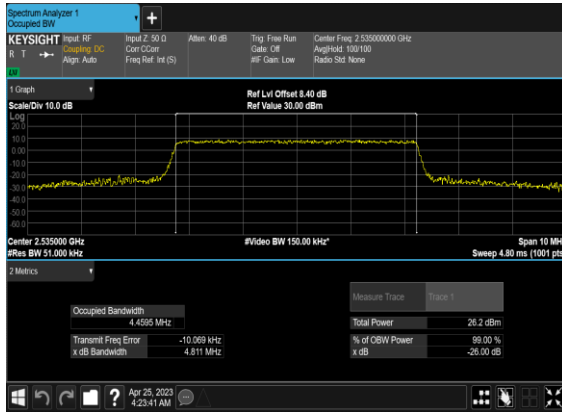 Spectrum Analyzer 1
Occupied BW
+
KEYSIGHT Input: RF
R T Coupling: DC
Align: Auto
Input Z: 50 Ω
Corr CCorr
Freq Ref: Int (S)
Atten: 40 dB
Trig: Free Run
Gate: Off
#IF Gain: Low
Center Freq: 2.535000000 GHz
Avg|Hold: 100/100
Radio Std: None
1 Graph
Scale/Div 10.0 dB
Ref Lvl Offset 8.40 dB
Ref Value 30.00 dBm
Log
20.0
10.0
0.00
-10.0
-20.0
-30.0
-40.0
-50.0
-60.0
Center 2.535000 GHz
#Res BW 51.000 kHz
#Video BW 150.00 kHz*
Span 10 MH
Sweep 4.80 ms (1001 pts
2 Metrics
Measure Trace Trace 1
Occupied Bandwidth
4.4595 MHz
Total Power 26.2 dBm
Transmit Freq Error -10.069 kHz
% of OBW Power 99.00 %
x dB Bandwidth 4.811 MHz
x dB -26.00 dB
?
Apr 25, 2023
4:23:41 AM